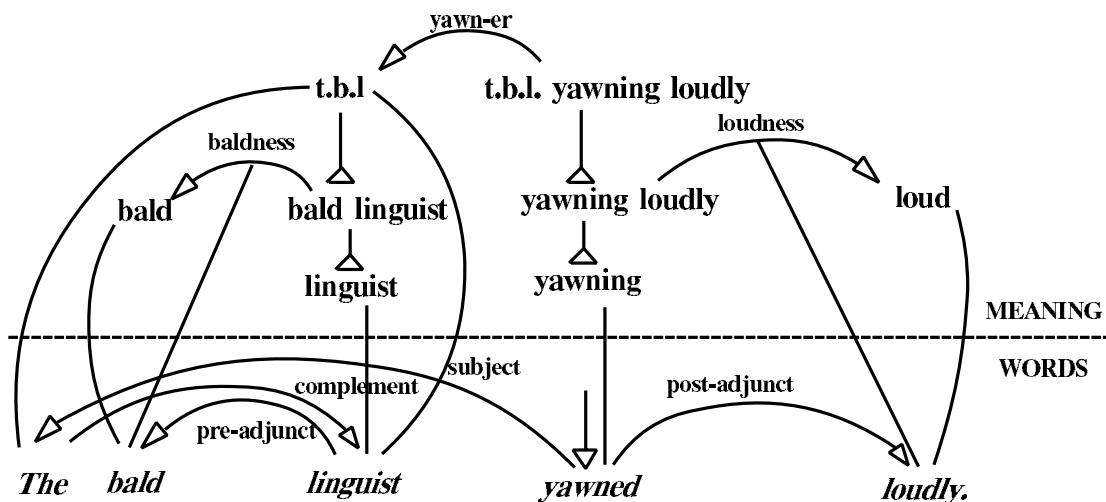 yawn-er
t.b.l
t.b.l. yawning loudly
baldness
loudness
bald
bald linguist
yawning loudly
loud
linguist
yawning
MEANING
WORDS
subject
complement
post-adjunct
pre-adjunct
The bald linguist yawned loudly.